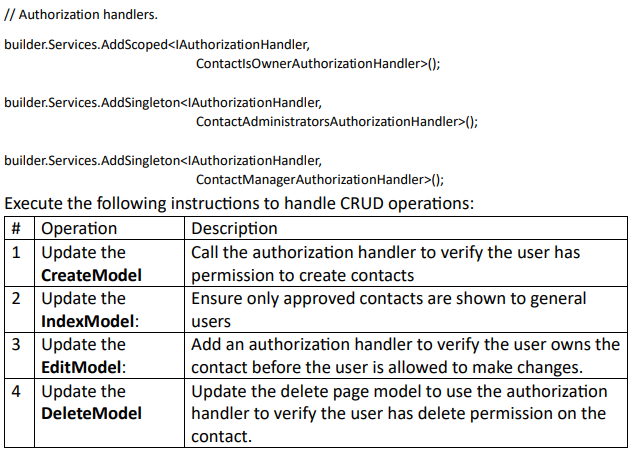 // Authorization handlers.
builder.Services.AddScoped<IAuthorizationHandler,
ContactIsOwnerAuthorizationHandler>();
builder.Services.AddSingleton<IAuthorizationHandler,
ContactAdministratorsAuthorizationHandler>();
builder.Services.AddSingleton<IAuthorizationHandler,
ContactManagerAuthorizationHandler>();
Execute the following instructions to handle CRUD operations:
# Operation Description
1 Update the Call the authorization handler to verify the user has
CreateModel permission to create contacts
2 Update the Ensure only approved contacts are shown to general
IndexModel: users
3 Update the Add an authorization handler to verify the user owns the
EditModel: contact before the user is allowed to make changes.
4 Update the Update the delete page model to use the authorization
DeleteModel handler to verify the user has delete permission on the
contact.